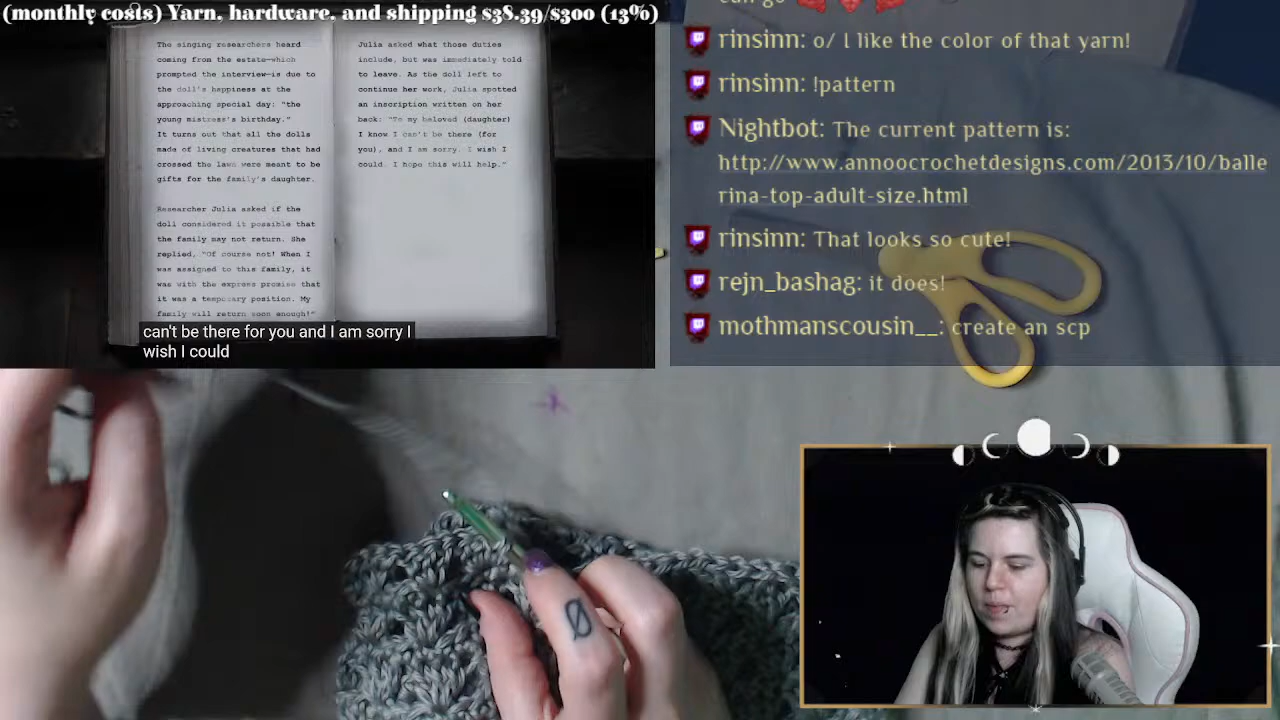 (monthly costs) Yarn, hardware, and shipping $38.39/$300 (13%)
The singing researchers heard
coming from the estate—which
prompted the interview—is due to
the doll's happiness at the
approaching special day: "the
young mistress's birthday."
It turns out that all the dolls
made of living creatures that had
crossed the lawn were meant to be
gifts for the family's daughter.
Researcher Julia asked if the
doll considered it possible that
the family may not return. She
replied, "Of course not! When I
was assigned to this family, it
was with the express promise that
it was a temporary position. My
family will return soon enough!"
Julia asked what those duties
include, but was immediately told
to leave. As the doll left to
continue her work, Julia spotted
an inscription written on her
back: "To my beloved (daughter)
I know I can't be there (for
you), and I am sorry. I wish I
could. I hope this will help."
can't be there for you and I am sorry I
wish I could
can go
rinsinn: o/ I like the color of that yarn!
rinsinn: !pattern
Nightbot: The current pattern is:
http://www.annoocrochetdesigns.com/2013/10/balle
rina-top-adult-size.html
rinsinn: That looks so cute!
rejn_bashag: it does!
mothmanscousin__: create an scp
Ø